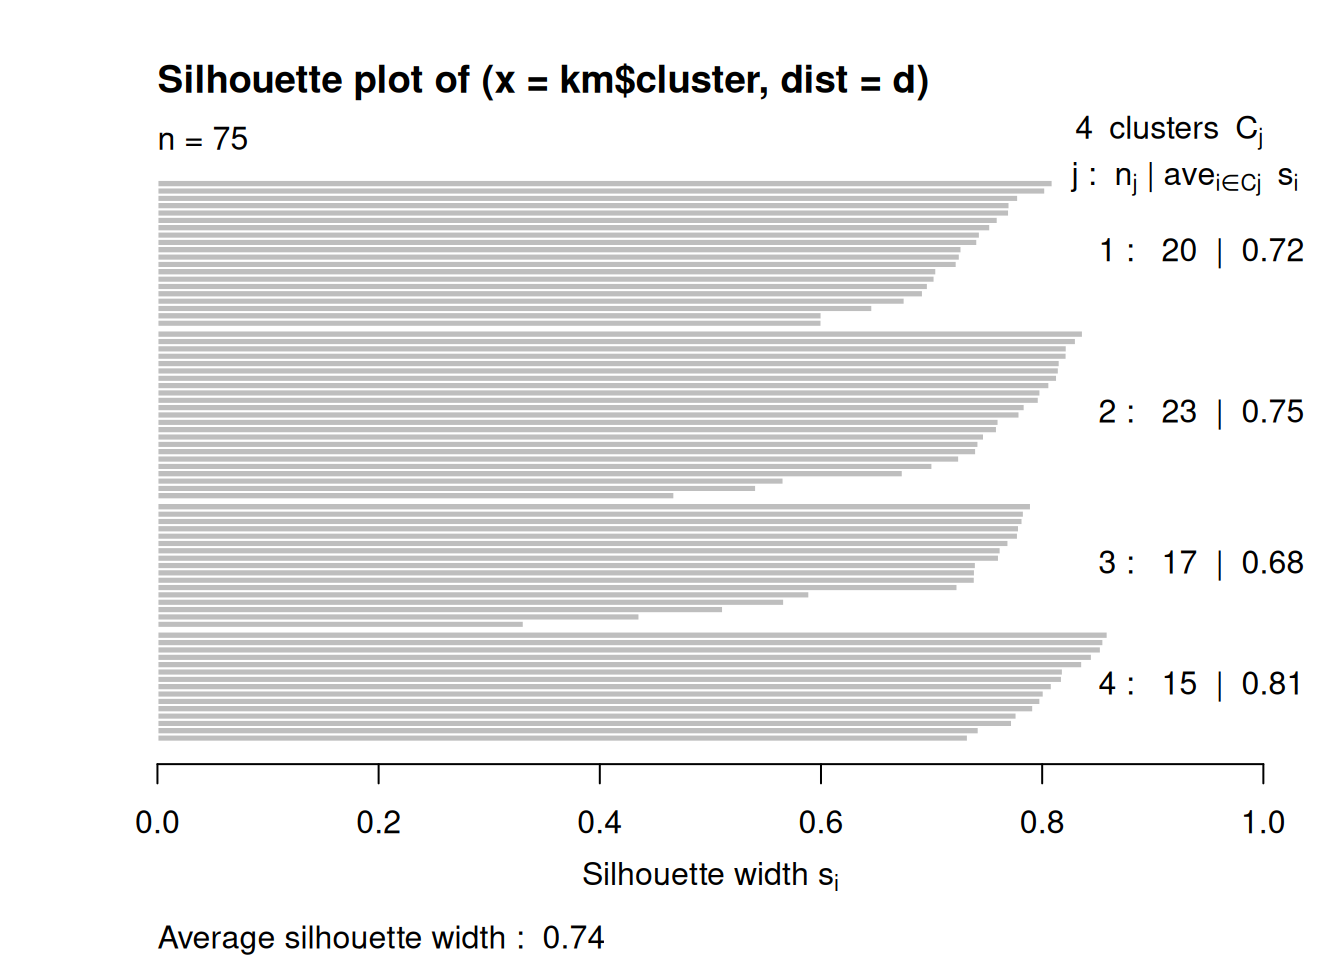 Silhouette plot of (x = km$cluster, dist = d)
n = 75
4 clusters Cj
j : nj | avei∈Cj si
1 : 20 | 0.72
2 : 23 | 0.75
3 : 17 | 0.68
4 : 15 | 0.81
0.0 0.2 0.4 0.6 0.8 1.0
Silhouette width si
Average silhouette width : 0.74